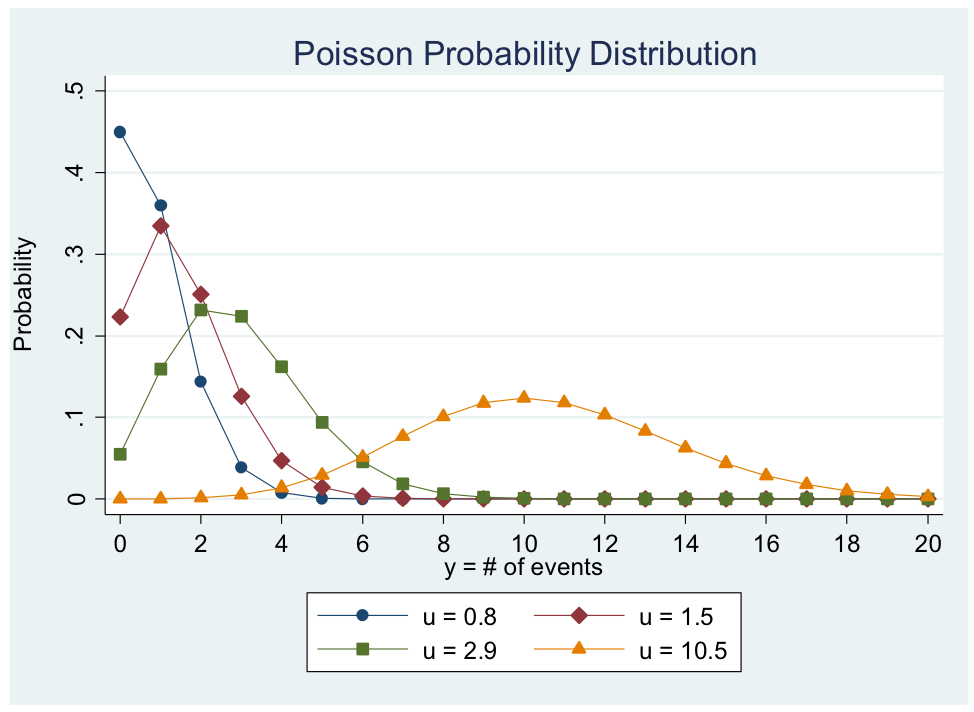 Poisson Probability Distribution
.5
.4
.3
.2
.1
0
Probability
0 2 4 6 8 10 12 14 16 18 20
y = # of events
u = 0.8 u = 1.5
u = 2.9 u = 10.5